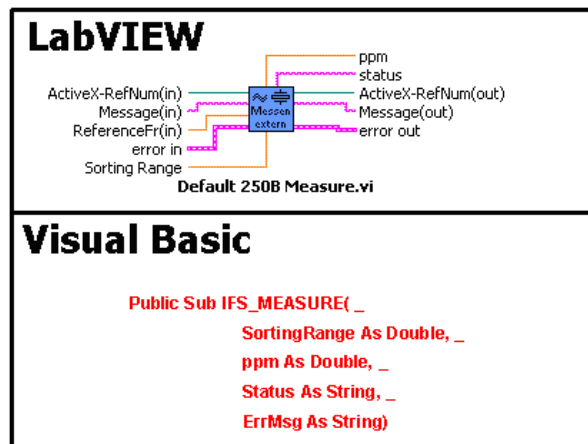 LabVIEW
ppm
status
ActiveX-RefNum(in)
ActiveX-RefNum(out)
Message(in)
Messen
Message(out)
ReferenceFr(in)
extern
error out
error in
Sorting Range
Default 250B Measure.vi
Visual Basic
Public Sub IFS_MEASURE( _
SortingRange As Double, _
ppm As Double, _
Status As String, _
ErrMsg As String)